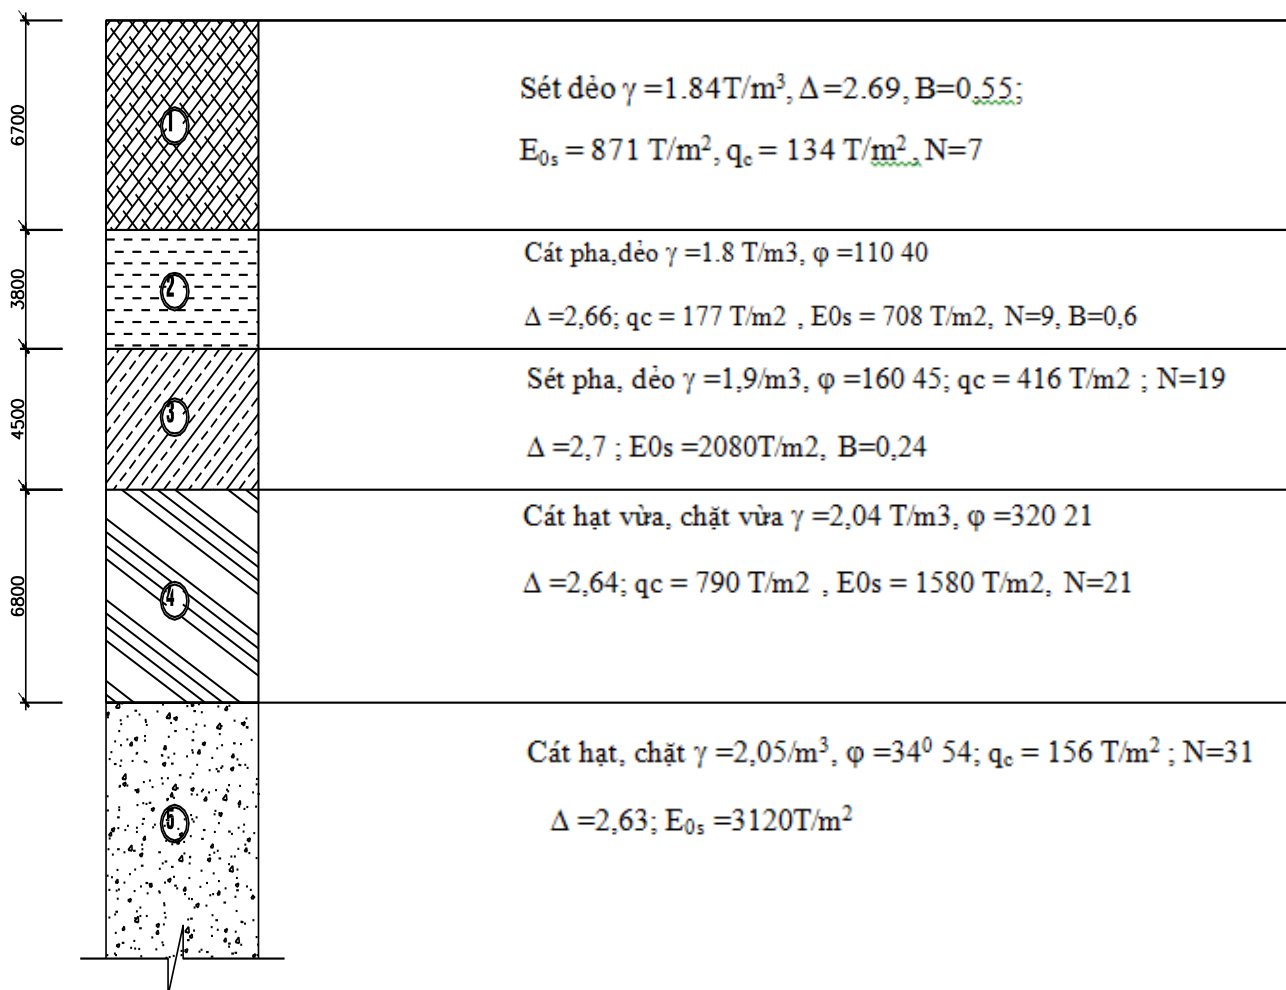 6700
1
Sét dẻo γ =1.84T/m³, Δ =2.69, B=0,55;
E₀ₛ = 871 T/m², q꜀ = 134 T/m², N=7
3800
2
Cát pha,dẻo γ =1.8 T/m3, φ =110 40
Δ =2,66; qc = 177 T/m2 , E0s = 708 T/m2, N=9, B=0,6
4500
3
Sét pha, dẻo γ =1,9/m3, φ =160 45; qc = 416 T/m2 ; N=19
Δ =2,7 ; E0s =2080T/m2, B=0,24
6800
4
Cát hạt vừa, chặt vừa γ =2,04 T/m3, φ =320 21
Δ =2,64; qc = 790 T/m2 , E0s = 1580 T/m2, N=21
5
Cát hạt, chặt γ =2,05/m³, φ =34⁰ 54; q꜀ = 156 T/m² ; N=31
Δ =2,63; E₀ₛ =3120T/m²